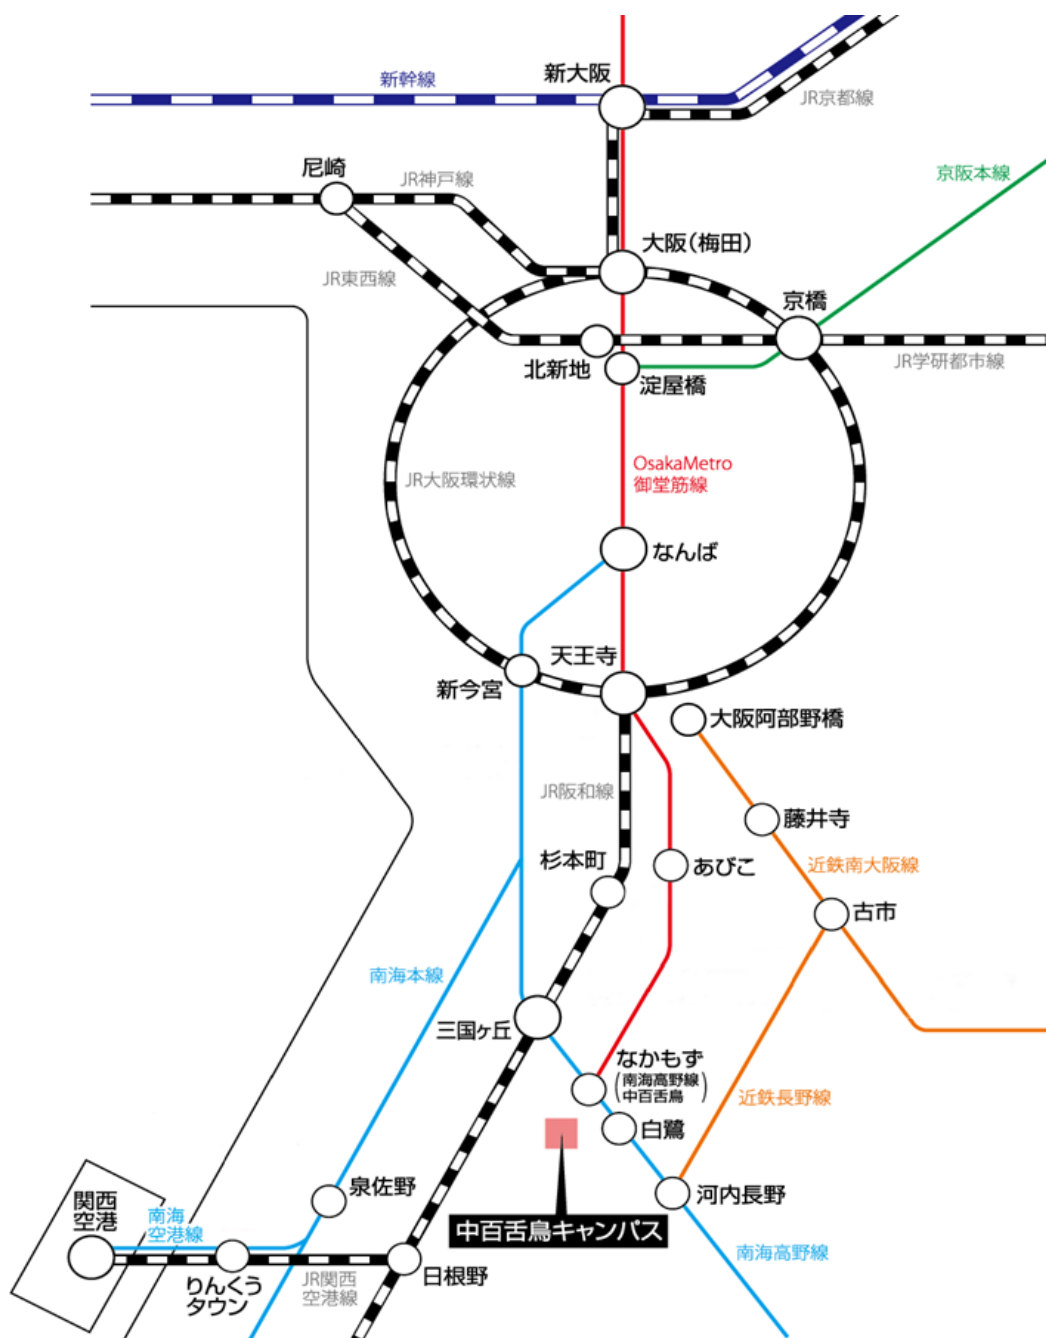 新大阪
新幹線
JR京都線
尼崎
JR神戸線
京阪本線
大阪(梅田)
JR東西線
京橋
北新地
淀屋橋
JR学研都市線
OsakaMetro
御堂筋線
JR大阪環状線
なんば
天王寺
新今宮
大阪阿部野橋
JR阪和線
藤井寺
杉本町
あびこ
近鉄南大阪線
古市
南海本線
三国ヶ丘
なかもず
(南海高野線
中百舌鳥)
近鉄長野線
白鷺
泉佐野
河内長野
関西
空港
南海
空港線
中百舌鳥キャンパス
南海高野線
りんくう
タウン
JR関西
空港線
日根野